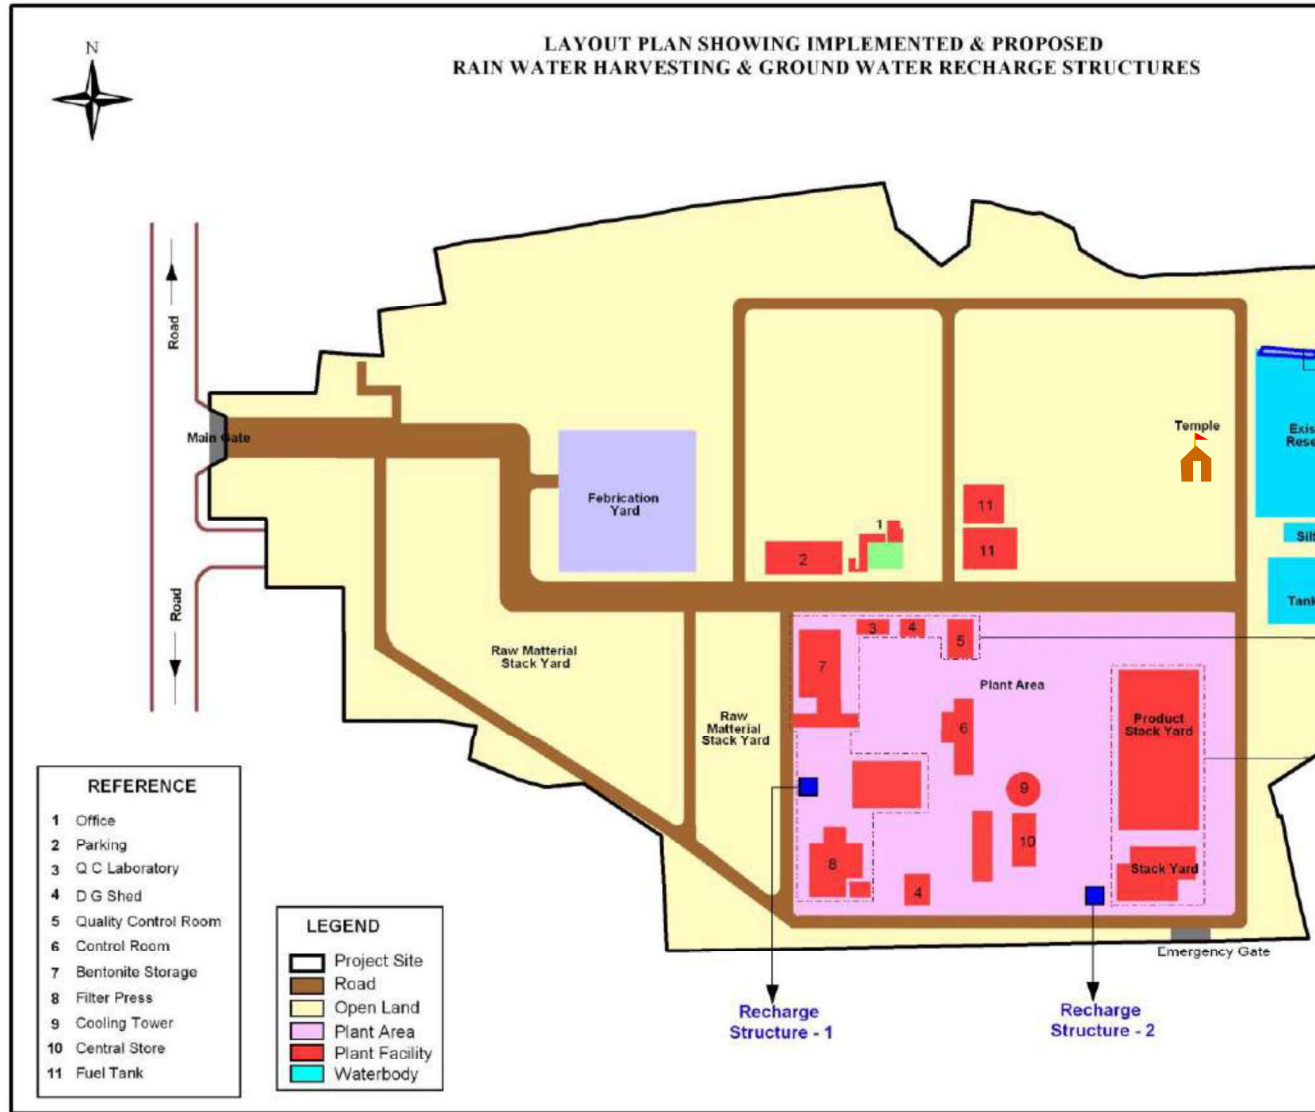 LAYOUT PLAN SHOWING IMPLEMENTED & PROPOSED
RAIN WATER HARVESTING & GROUND WATER RECHARGE STRUCTURES
N
Road
Main Gate
Road
Febrication
Yard
Temple
Exis
Rese
Silt
Tank
1
2
11
11
Raw Matterial
Stack Yard
Raw
Matterial
Stack Yard
3
4
5
7
Plant Area
6
Product
Stack Yard
9
10
8
4
Stack Yard
Emergency Gate
Recharge
Structure - 1
Recharge
Structure - 2
REFERENCE
1 Office
2 Parking
3 Q C Laboratory
4 D G Shed
5 Quality Control Room
6 Control Room
7 Bentonite Storage
8 Filter Press
9 Cooling Tower
10 Central Store
11 Fuel Tank
LEGEND
Project Site
Road
Open Land
Plant Area
Plant Facility
Waterbody